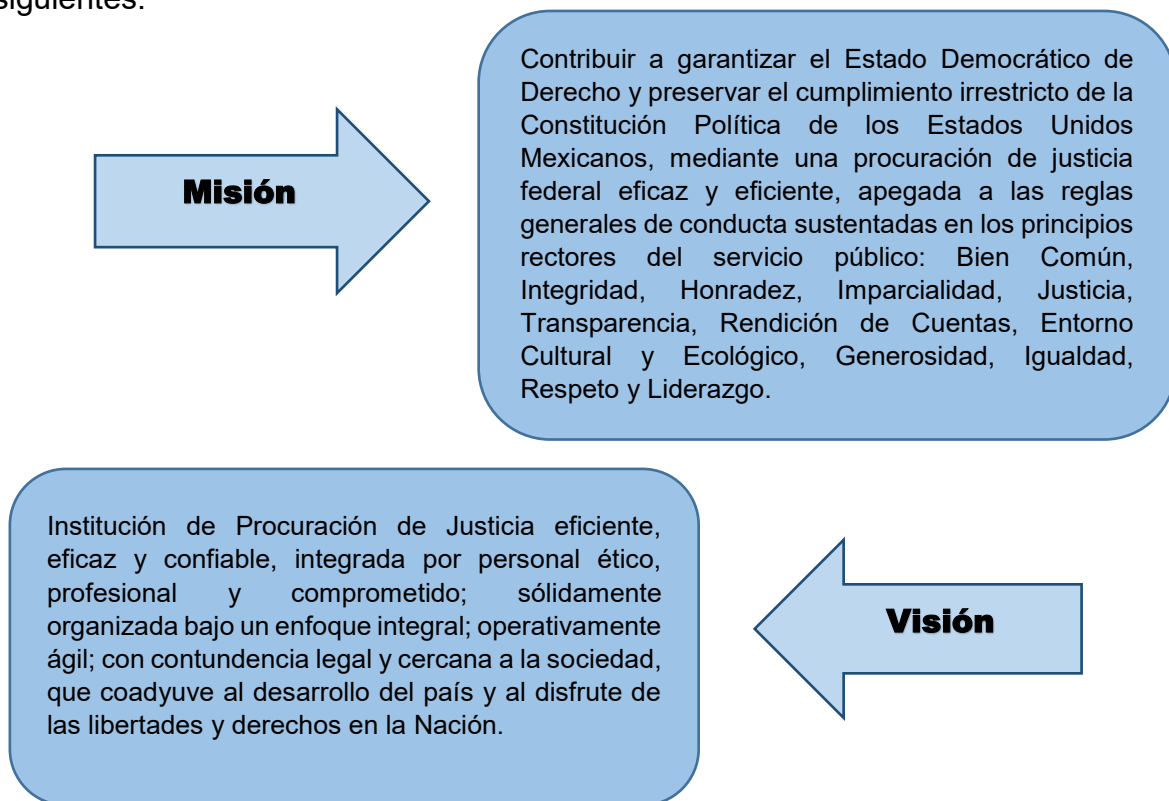 siguientes:
Misión
Contribuir a garantizar el Estado Democrático de
Derecho y preservar el cumplimiento irrestricto de la
Constitución Política de los Estados Unidos
Mexicanos, mediante una procuración de justicia
federal eficaz y eficiente, apegada a las reglas
generales de conducta sustentadas en los principios
rectores del servicio público: Bien Común,
Integridad, Honradez, Imparcialidad, Justicia,
Transparencia, Rendición de Cuentas, Entorno
Cultural y Ecológico, Generosidad, Igualdad,
Respeto y Liderazgo.
Institución de Procuración de Justicia eficiente,
eficaz y confiable, integrada por personal ético,
profesional y comprometido; sólidamente
organizada bajo un enfoque integral; operativamente
ágil; con contundencia legal y cercana a la sociedad,
que coadyuve al desarrollo del país y al disfrute de
las libertades y derechos en la Nación.
Visión